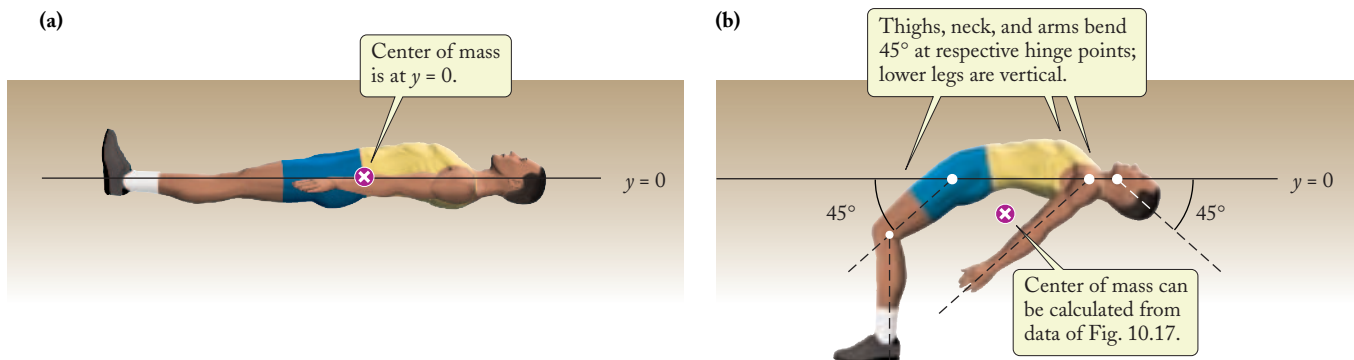 (a)
Center of mass
is at y = 0.
y = 0
(b)
Thighs, neck, and arms bend
45° at respective hinge points;
lower legs are vertical.
y = 0
45°
45°
Center of mass can
be calculated from
data of Fig. 10.17.